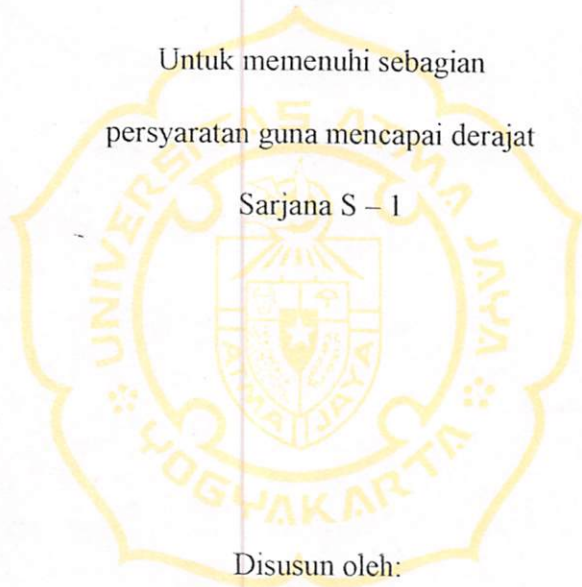 Untuk memenuhi sebagian
persyaratan guna mencapai derajat
Sarjana S – 1
UNIVERSITAS ATMA JAYA
YOGYAKARTA
ATMA JAYA
Disusun oleh: